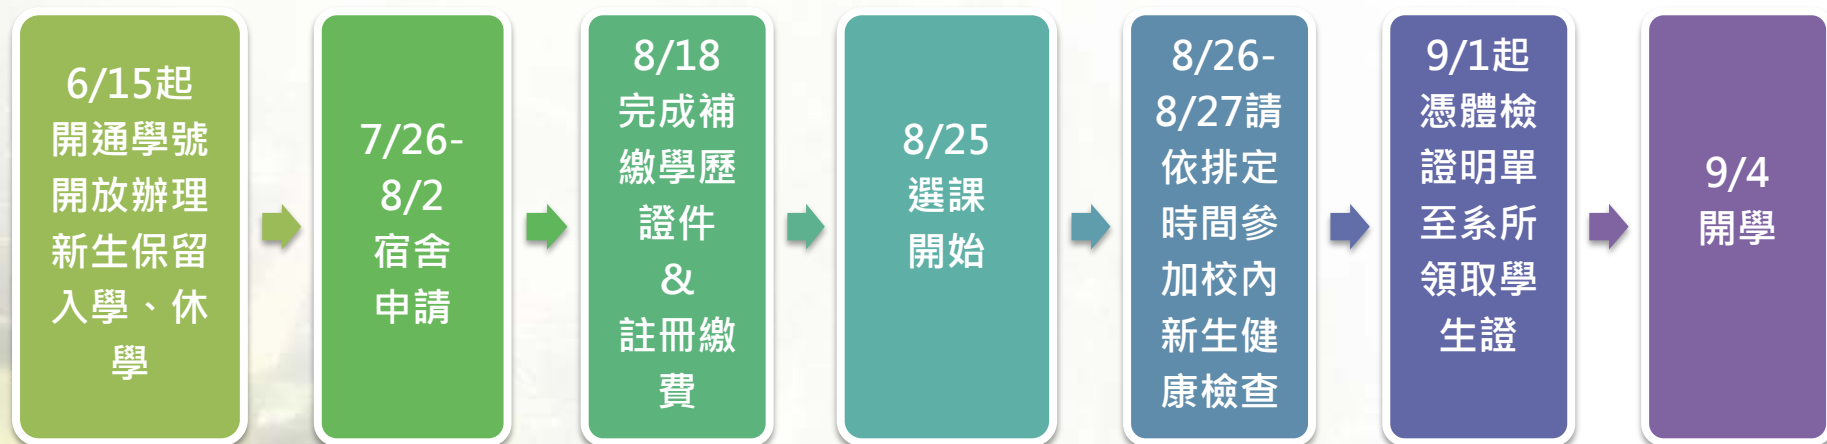 6/15起
開通學號
開放辦理
新生保留
入學、休
學
7/26-
8/2
宿舍
申請
8/18
完成補
繳學歷
證件
&
註冊繳
費
8/25
選課
開始
8/26-
8/27請
依排定
時間參
加校內
新生健
康檢查
9/1起
憑體檢
證明單
至系所
領取學
生證
9/4
開學